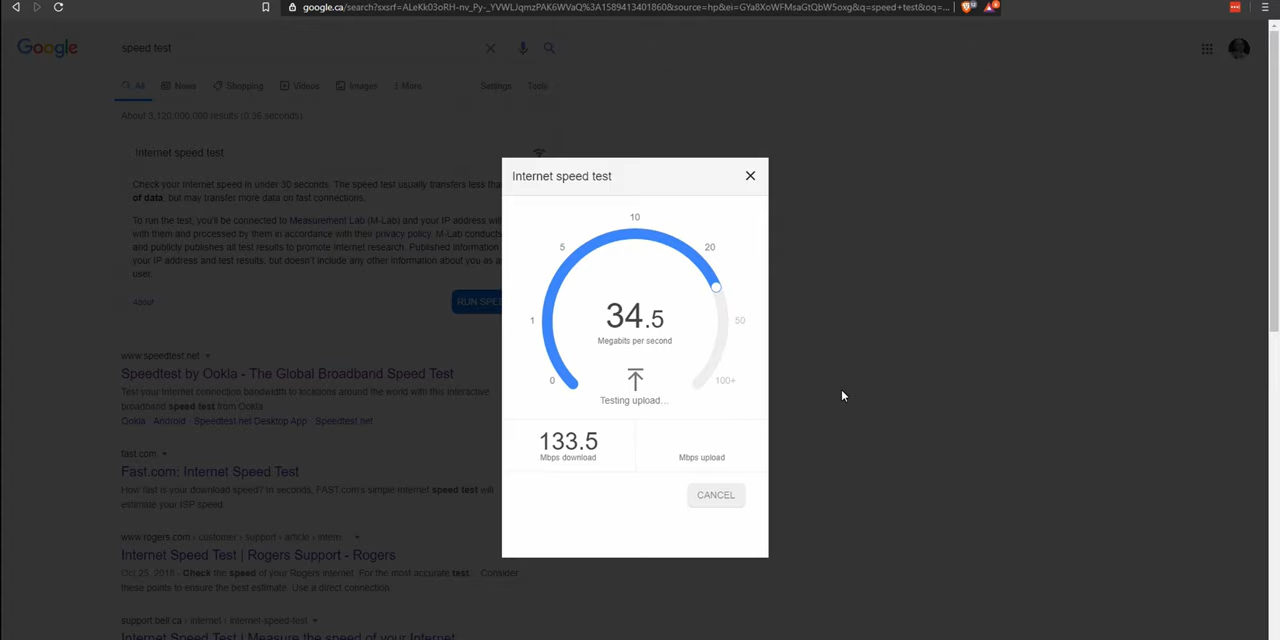 google.ca/search?sxsrf=ALeKk03oRH-nv_Py-_YVWLJqmzPAK6WVaQ%3A1589413401860&source=hp&ei=GYa8XoWFMsaGtQbW5oxg&q=speed+test&oq=...
Google
speed test
All News Shopping Videos Images More Settings Tools
About 3,120,000,000 results (0.38 seconds)
Internet speed test
Check your Internet speed in under 30 seconds. The speed test usually transfers less
of data, but may transfer more data on fast connections.
To run the test, you'll be connected to Measurement Lab (M-Lab) and your IP address
with them and processed by them in accordance with their privacy policy. M-Lab conducts
and publicly publishes all test results to promote Internet research. Published information
your IP address and test results, but doesn't include any other information about you as
user.
About
RUN SPE
Internet speed test
10
5
20
1
50
0
100+
34.5
Megabits per second
Testing upload...
133.5
Mbps download
Mbps upload
CANCEL
www.speedtest.net
Speedtest by Ookla - The Global Broadband Speed Test
Test your Internet connection bandwidth to locations around the world with this interactive
broadband speed test from Ookla
Ookla · Android · Speedtest.net Desktop App · Speedtest.net
fast.com
Fast.com: Internet Speed Test
How fast is your download speed? In seconds, FAST.com's simple Internet speed test will
estimate your ISP speed.
www.rogers.com › customer › support › article › intern
Internet Speed Test | Rogers Support - Rogers
Oct 25, 2018 - Check the speed of your Rogers internet. For the most accurate test. Consider
these points to ensure the best estimate. Use a direct connection.
support.bell.ca › internet › internet-speed-test
Internet Speed Test | Measure the speed of your Internet